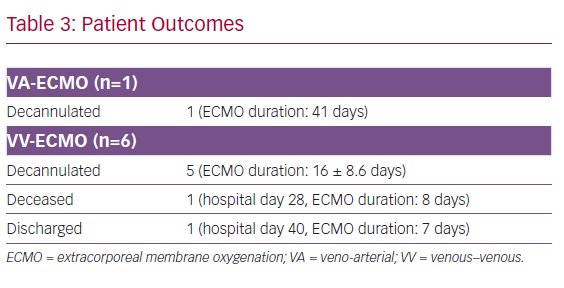 Table 3: Patient Outcomes
VA-ECMO (n=1)
Decannulated 1 (ECMO duration: 41 days)
VV-ECMO (n=6)
Decannulated 5 (ECMO duration: 16 ± 8.6 days)
Deceased 1 (hospital day 28, ECMO duration: 8 days)
Discharged 1 (hospital day 40, ECMO duration: 7 days)
ECMO = extracorporeal membrane oxygenation; VA = veno-arterial; VV = venous–venous.